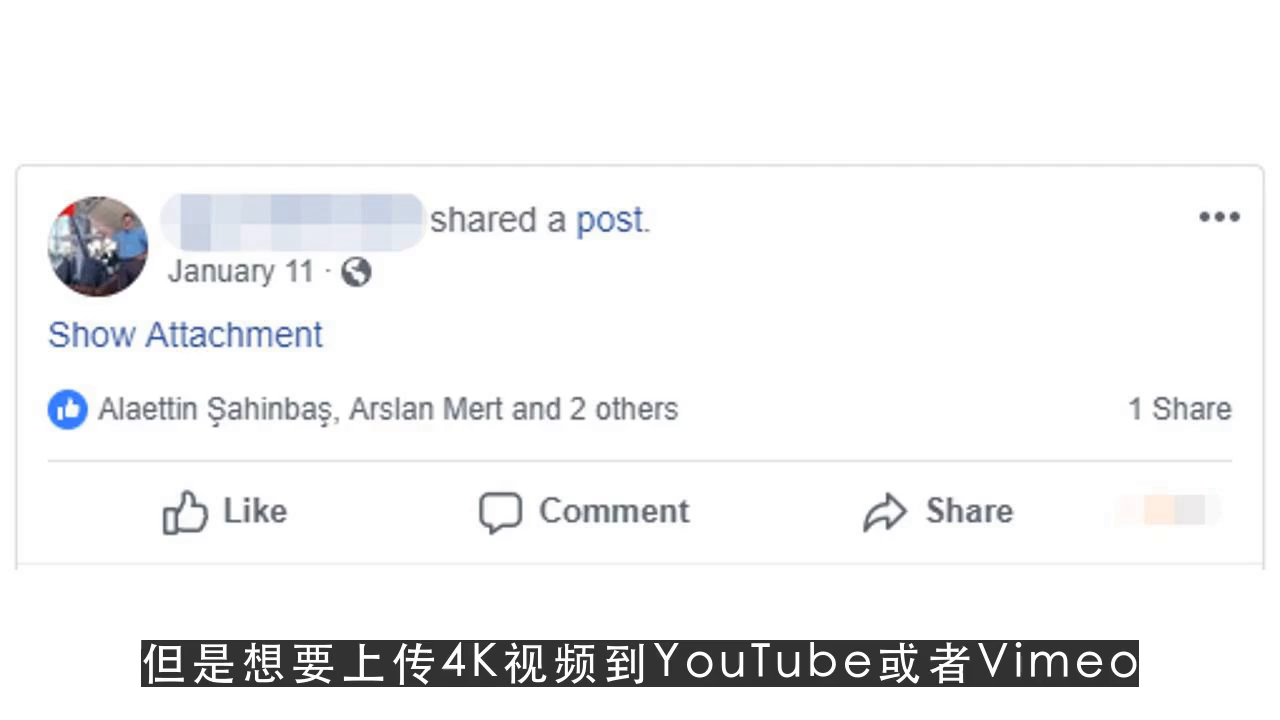 shared a post.
January 11 ·
Show Attachment
Alaettin Şahinbaş, Arslan Mert and 2 others
1 Share
Like
Comment
Share
但是想要上传4K视频到YouTube或者Vimeo